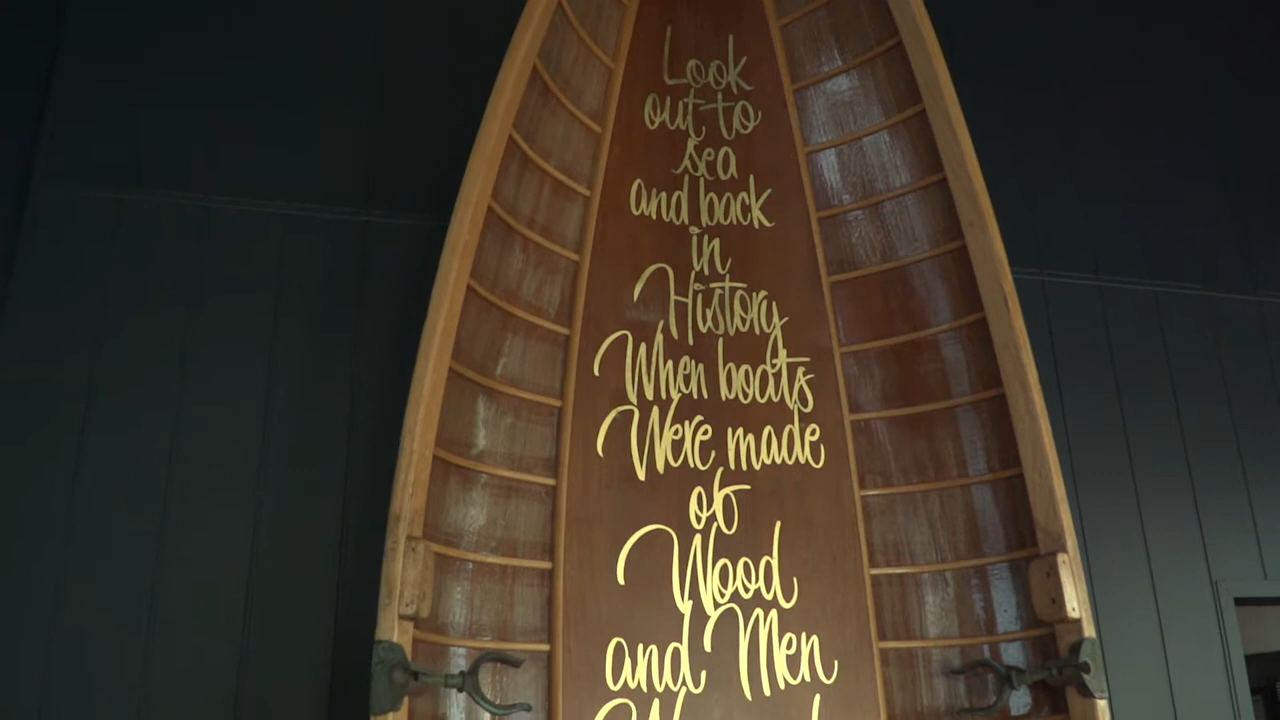 Look
out to
sea
and back
in
History
When boats
Were made
of
Wood
and Men